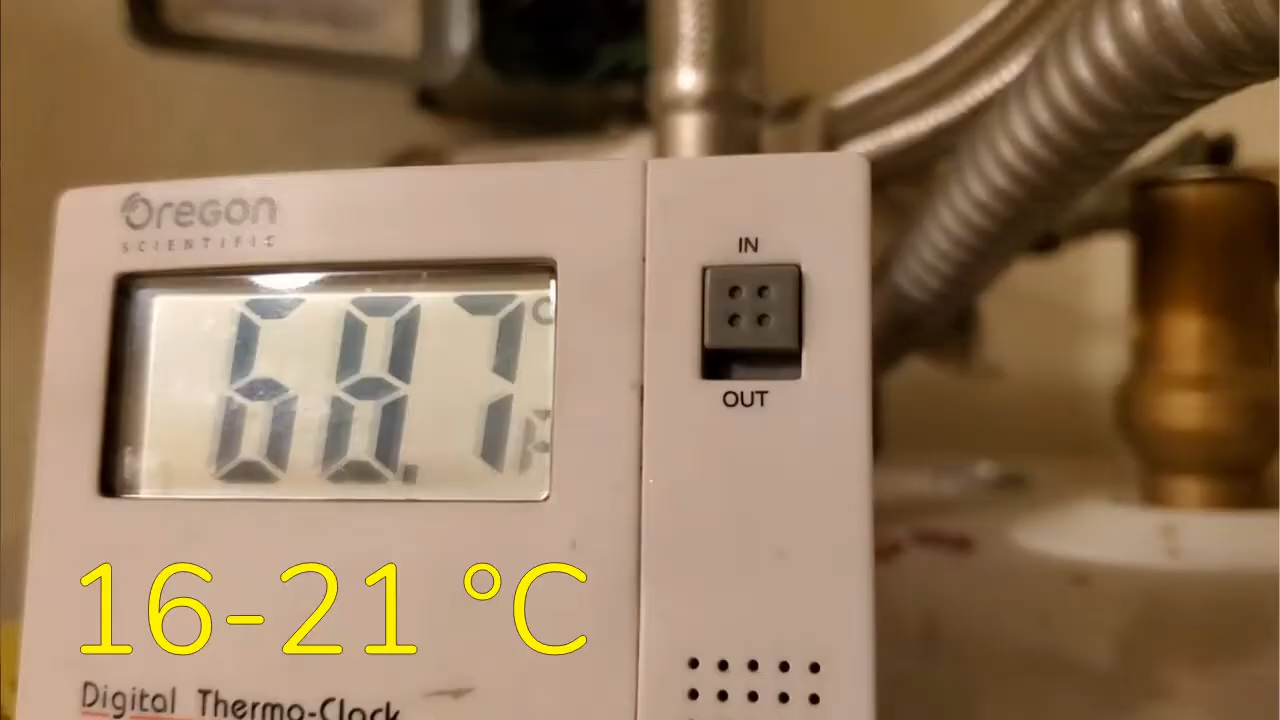 Oregon
SCIENTIFIC
IN
68.7 °F
OUT
16-21 °C
Digital Thermo-Clock